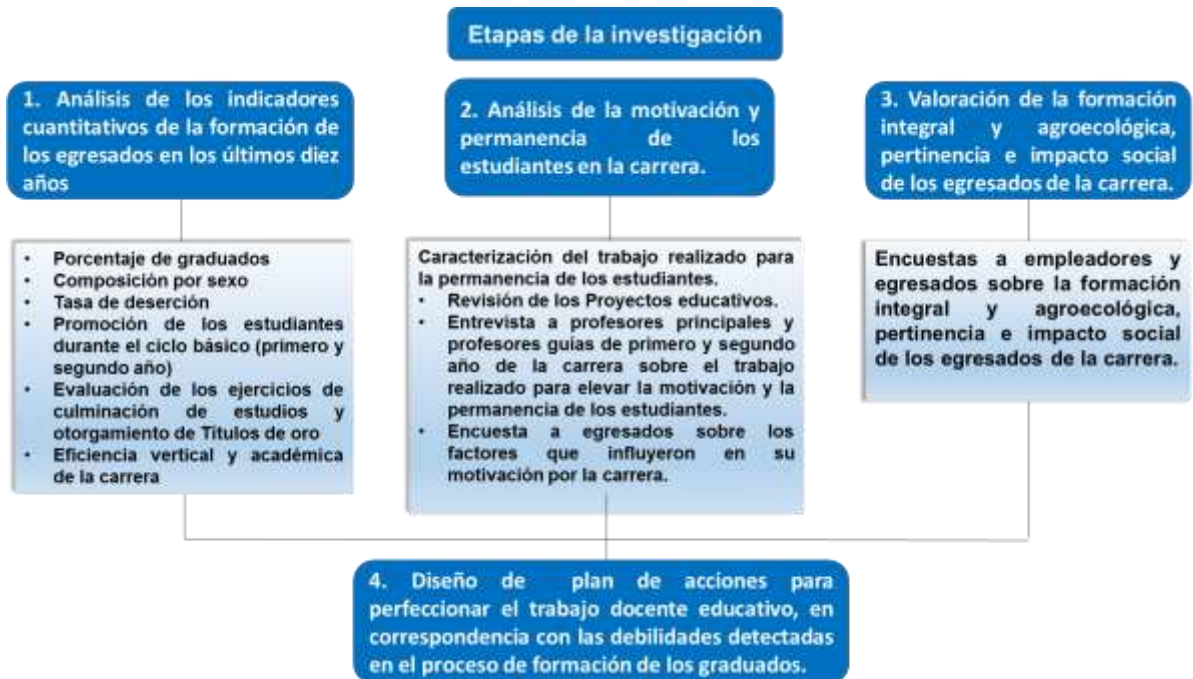 Etapas de la investigación
1. Análisis de los indicadores
cuantitativos de la formación de
los egresados en los últimos diez
años
2. Análisis de la motivación y
permanencia de los
estudiantes en la carrera.
3. Valoración de la formación
integral y agroecológica,
pertinencia e impacto social
de los egresados de la carrera.
• Porcentaje de graduados
• Composición por sexo
• Tasa de deserción
• Promoción de los estudiantes
durante el ciclo básico (primero y
segundo año)
• Evaluación de los ejercicios de
culminación de estudios y
otorgamiento de Títulos de oro
• Eficiencia vertical y académica
de la carrera
Caracterización del trabajo realizado para
la permanencia de los estudiantes.
• Revisión de los Proyectos educativos.
• Entrevista a profesores principales y
profesores guías de primero y segundo
año de la carrera sobre el trabajo
realizado para elevar la motivación y la
permanencia de los estudiantes.
• Encuesta a egresados sobre los
factores que influyeron en su
motivación por la carrera.
Encuestas a empleadores y
egresados sobre la formación
integral y agroecológica,
pertinencia e impacto social
de los egresados de la carrera.
4. Diseño de plan de acciones para
perfeccionar el trabajo docente educativo, en
correspondencia con las debilidades detectadas
en el proceso de formación de los graduados.